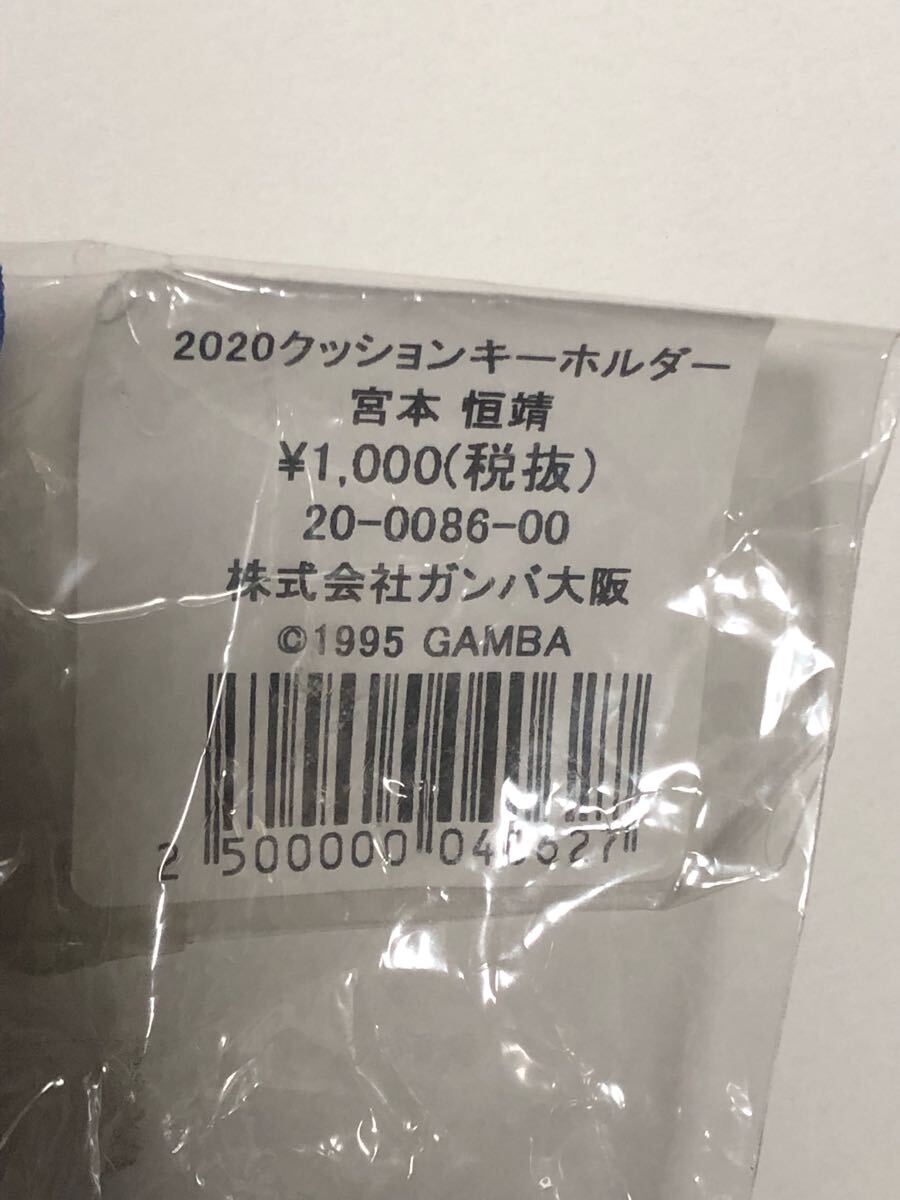 2020クッションキーホルダー
宮本 恒靖
¥1,000(税抜)
20-0086-00
株式会社ガンバ大阪
©1995 GAMBA
2 500000 040627